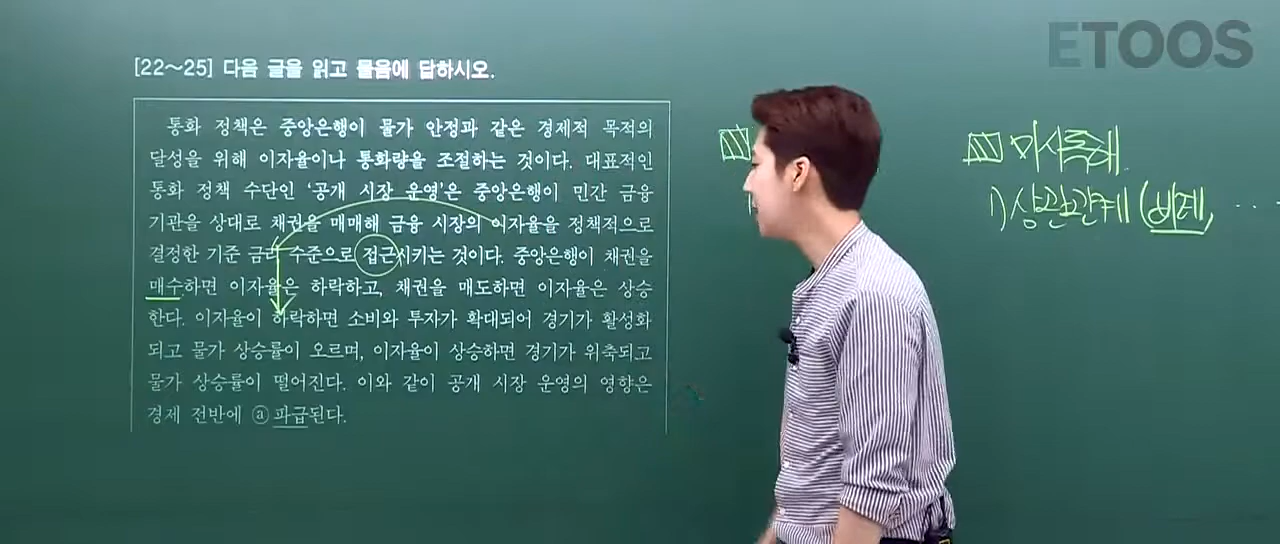 ETOOS
[22～25] 다음 글을 읽고 물음에 답하시오.
통화 정책은 중앙은행이 물가 안정과 같은 경제적 목적의
달성을 위해 이자율이나 통화량을 조절하는 것이다. 대표적인
통화 정책 수단인 ‘공개 시장 운영’은 중앙은행이 민간 금융
기관을 상대로 채권을 매매해 금융 시장의 이자율을 정책적으로
결정한 기준 금리 수준으로 접근시키는 것이다. 중앙은행이 채권을
매수하면 이자율은 하락하고, 채권을 매도하면 이자율은 상승
한다. 이자율이 하락하면 소비와 투자가 확대되어 경기가 활성화
되고 물가 상승률이 오르며, 이자율이 상승하면 경기가 위축되고
물가 상승률이 떨어진다. 이와 같이 공개 시장 운영의 영향은
경제 전반에 ⓐ 파급된다.
미시독해
1) 상관관계 (비례, ...